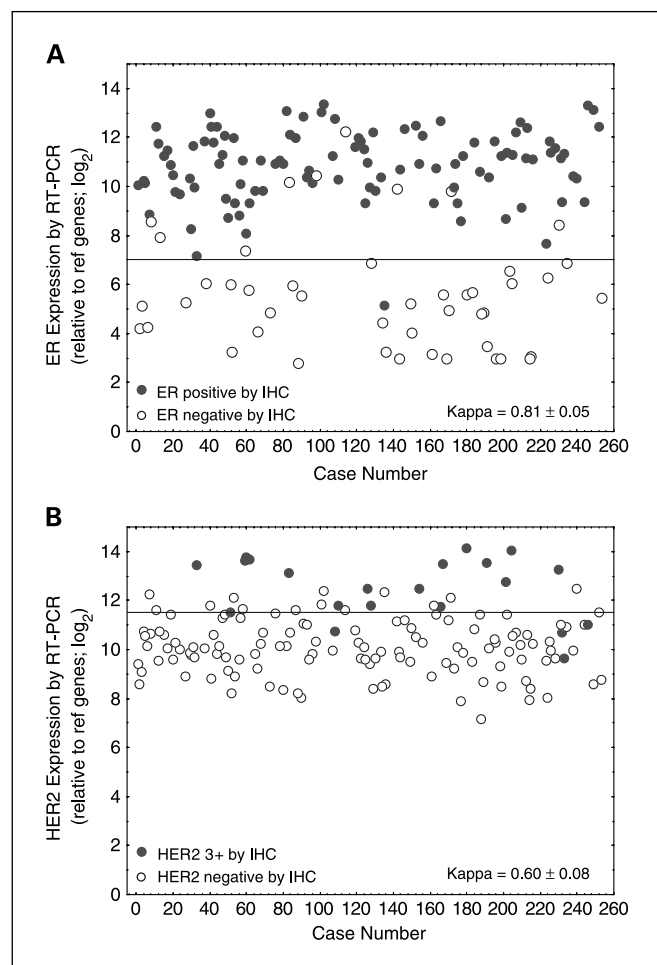 A
ER Expression by RT-PCR
(relative to ref genes; log2)
14
12
10
8
6
4
2
0
ER positive by IHC
ER negative by IHC
Kappa = 0.81 ± 0.05
0 20 40 60 80 100 120 140 160 180 200 220 240 260
Case Number
B
HER2 Expression by RT-PCR
(relative to ref genes; log2)
14
12
10
8
6
4
2
0
HER2 3+ by IHC
HER2 negative by IHC
Kappa = 0.60 ± 0.08
0 20 40 60 80 100 120 140 160 180 200 220 240 260
Case Number